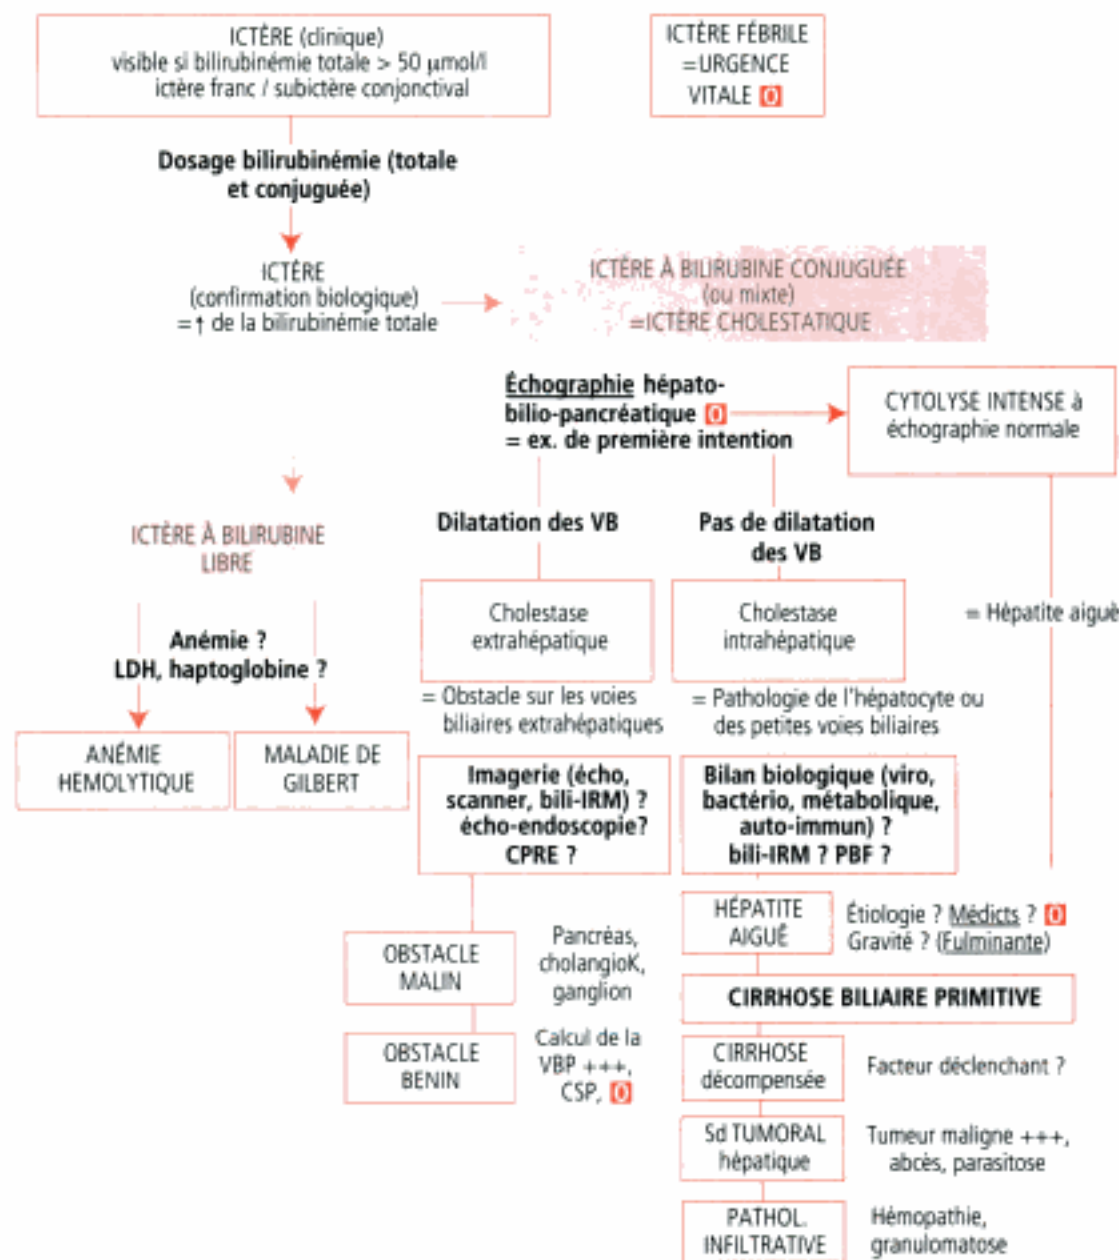 ICTÈRE (clinique)
visible si bilirubinémie totale > 50 µmol/l
ictère franc / subictère conjonctival
ICTÈRE FÉBRILE
=URGENCE
VITALE 0
Dosage bilirubinémie (totale
et conjuguée)
ICTÈRE
(confirmation biologique)
=↑ de la bilirubinémie totale
ICTÈRE À BILIRUBINE CONJUGUÉE
(ou mixte)
=ICTÈRE CHOLESTATIQUE
Échographie hépato-
bilio-pancréatique 0
= ex. de première intention
CYTOLYSE INTENSE à
échographie normale
ICTÈRE À BILIRUBINE
LIBRE
Dilatation des VB
Pas de dilatation
des VB
Cholestase
extrahépatique
Cholestase
intrahépatique
= Hépatite aiguè
Anémie ?
LDH, haptoglobine ?
= Obstacle sur les voies
biliaires extrahépatiques
= Pathologie de l'hépatocyte ou
des petites voies biliaires
ANÉMIE
HEMOLYTIQUE
MALADIE DE
GILBERT
Imagerie (écho,
scanner, bili-IRM) ?
écho-endoscopie?
CPRE ?
Bilan biologique (viro,
bactério, métabolique,
auto-immun) ?
bili-IRM ? PBF ?
HÉPATITE
AIGUÊ
Étiologie ? Médicts ? 0
Gravité ? (Fulminante)
OBSTACLE
MALIN
Pancréas,
cholangioK,
ganglion
CIRRHOSE BILIAIRE PRIMITIVE
OBSTACLE
BENIN
Calcul de la
VBP +++,
CSP, 0
CIRRHOSE
décompensée
Facteur déclenchant ?
Sd TUMORAL
hépatique
Tumeur maligne +++,
abcès, parasitose
PATHOL.
INFILTRATIVE
Hémopathie,
granulomatose